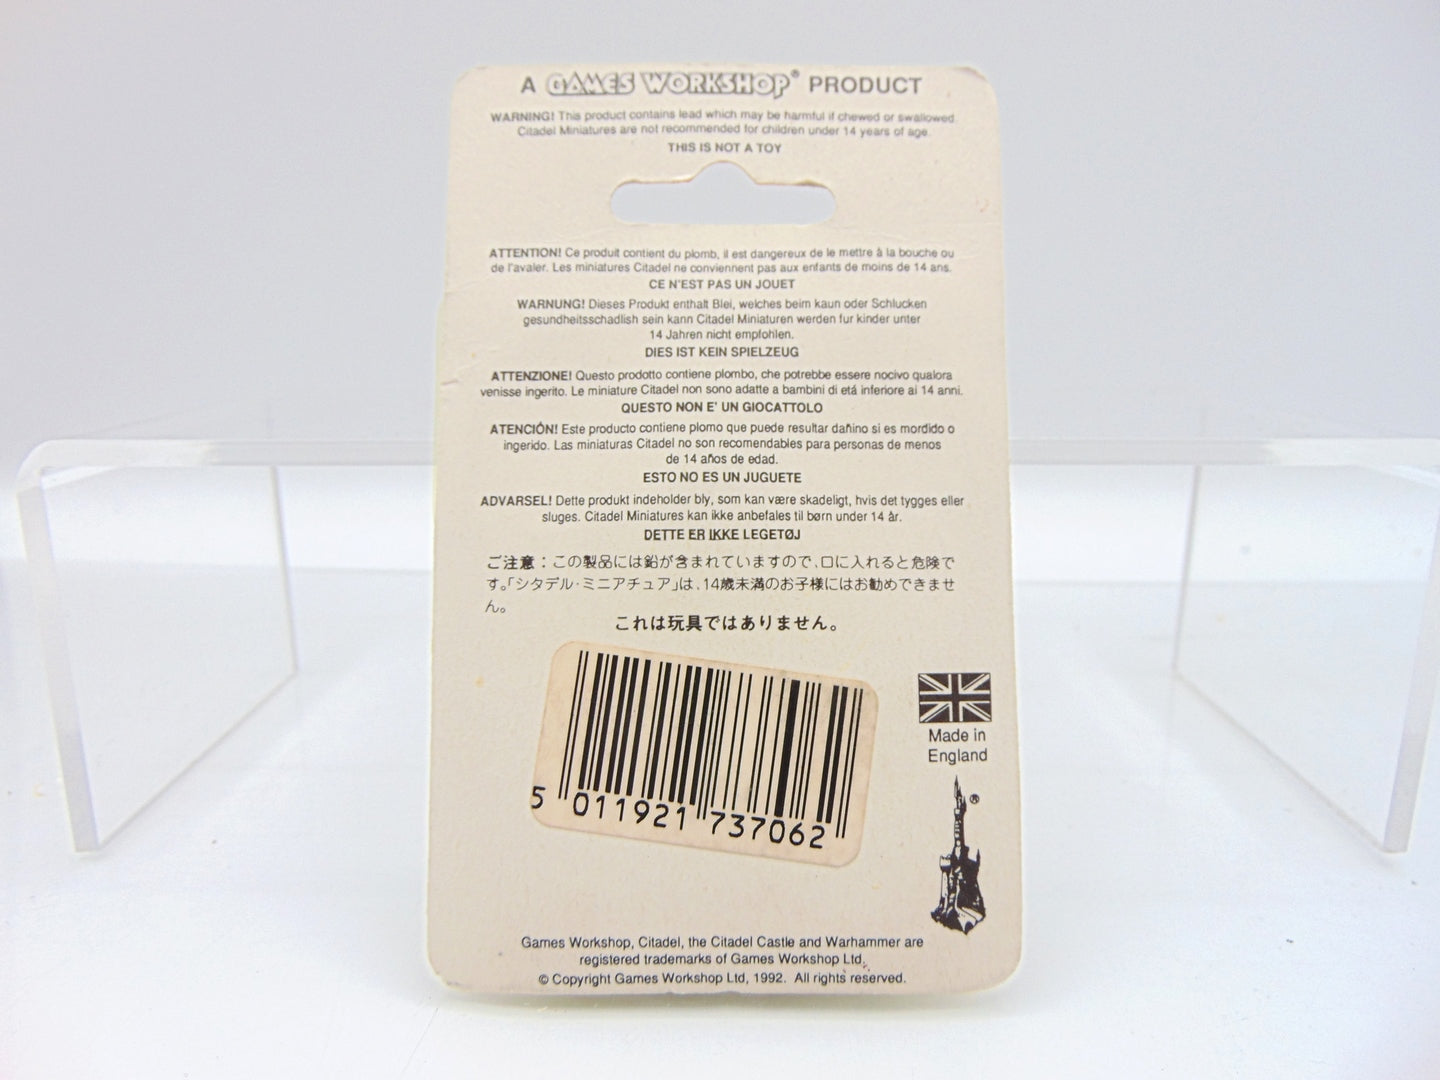 A GAMES WORKSHOP® PRODUCT
WARNING! This product contains lead which may be harmful if chewed or swallowed.
Citadel Miniatures are not recommended for children under 14 years of age.
THIS IS NOT A TOY
ATTENTION! Ce produit contient du plomb, il est dangereux de le mettre à la bouche ou
de l'avaler. Les miniatures Citadel ne conviennent pas aux enfants de moins de 14 ans.
CE N'EST PAS UN JOUET
WARNUNG! Dieses Produkt enthalt Blei, welches beim kaun oder Schlucken
gesundheitsschadlish sein kann Citadel Miniaturen werden fur kinder unter
14 Jahren nicht empfohlen.
DIES IST KEIN SPIELZEUG
ATTENZIONE! Questo prodotto contiene plombo, che potrebbe essere nocivo qualora
venisse ingerito. Le miniature Citadel non sono adatte a bambini di etá inferiore ai 14 anni.
QUESTO NON E' UN GIOCATTOLO
ATENCIÓN! Este producto contiene plomo que puede resultar dañino si es mordido o
ingerido. Las miniaturas Citadel no son recomendables para personas de menos
de 14 años de edad.
ESTO NO ES UN JUGUETE
ADVARSEL! Dette produkt indeholder bly, som kan være skadeligt, hvis det tygges eller
sluges. Citadel Miniatures kan ikke anbefales til børn under 14 år.
DETTE ER IKKE LEGETØJ
ご注意：この製品には鉛が含まれていますので、口に入れると危険で
す。「シタデル・ミニアチュア」は、14歳未満のお子様にはお勧めできませ
ん。
これは玩具ではありません。
5 011921 737062
Made in
England
®
Games Workshop, Citadel, the Citadel Castle and Warhammer are
registered trademarks of Games Workshop Ltd.
© Copyright Games Workshop Ltd, 1992. All rights reserved.